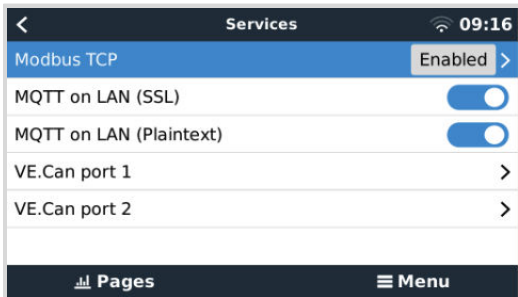 Services 09:16
Modbus TCP Enabled
MQTT on LAN (SSL)
MQTT on LAN (Plaintext)
VE.Can port 1
VE.Can port 2
Pages Menu